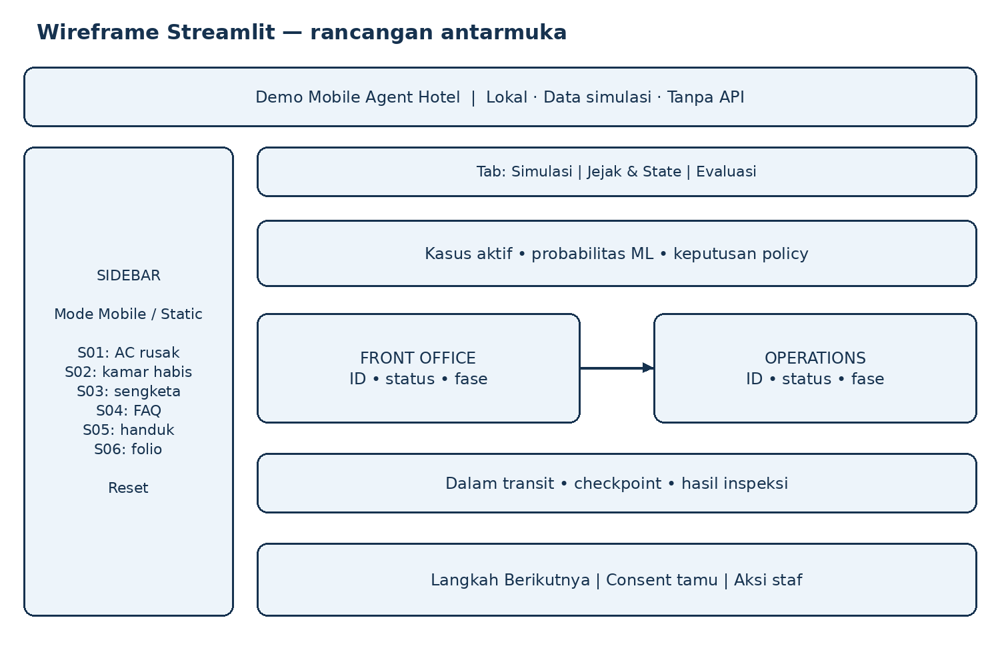 Wireframe Streamlit — rancangan antarmuka
Demo Mobile Agent Hotel | Lokal · Data simulasi · Tanpa API
SIDEBAR
Mode Mobile / Static
S01: AC rusak
S02: kamar habis
S03: sengketa
S04: FAQ
S05: handuk
S06: folio
Reset
Tab: Simulasi | Jejak & State | Evaluasi
Kasus aktif • probabilitas ML • keputusan policy
FRONT OFFICE
ID • status • fase
OPERATIONS
ID • status • fase
Dalam transit • checkpoint • hasil inspeksi
Langkah Berikutnya | Consent tamu | Aksi staf